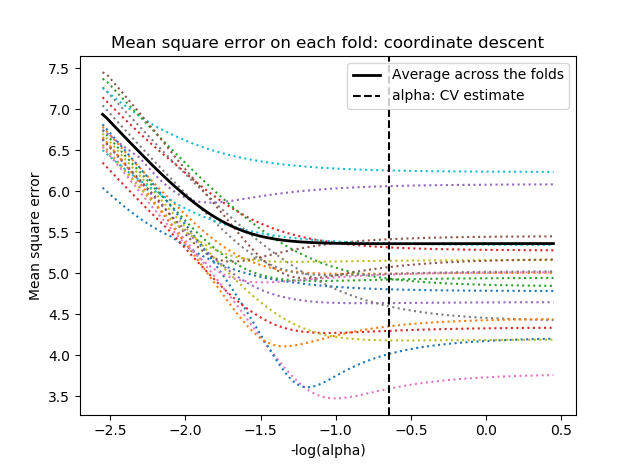 Mean square error on each fold: coordinate descent
Average across the folds
alpha: CV estimate
7.5
7.0
6.5
6.0
5.5
5.0
4.5
4.0
3.5
Mean square error
−2.5 −2.0 −1.5 −1.0 −0.5 0.0 0.5
-log(alpha)